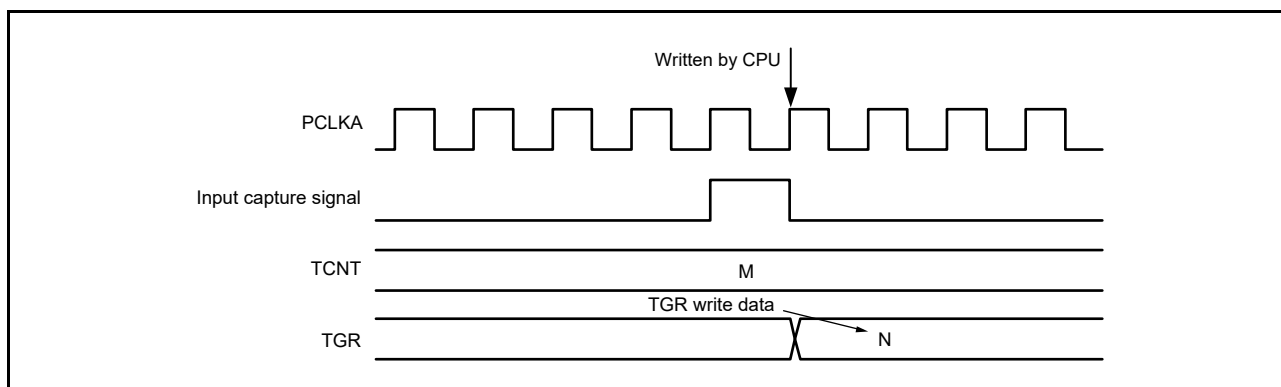 Written by CPU
PCLKA
Input capture signal
TCNT
M
TGR write data
TGR
N